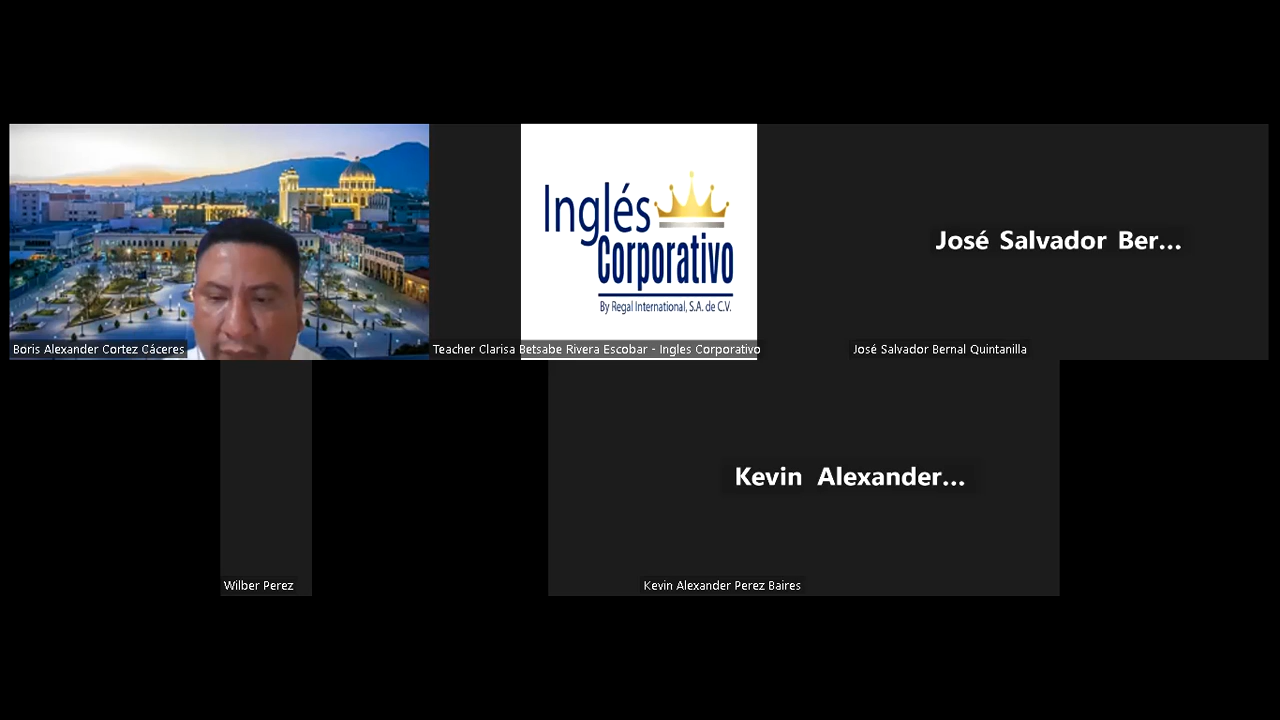 Inglés
Corporativo
By Regal International, S.A. de C.V.
José Salvador Ber...
Boris Alexander Cortez Cáceres
Teacher Clarisa Betsabe Rivera Escobar - Ingles Corporativo
José Salvador Bernal Quintanilla
Kevin Alexander...
Wilber Perez
Kevin Alexander Perez Baires